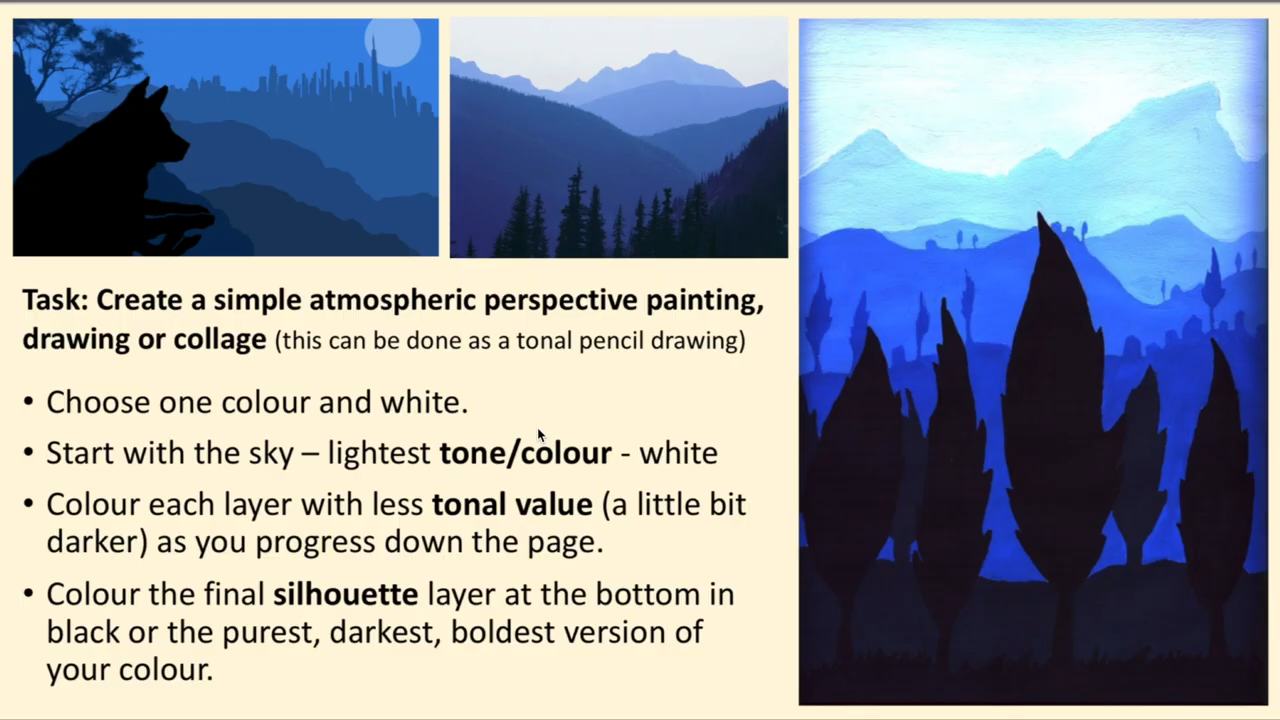 Task: Create a simple atmospheric perspective painting,
drawing or collage (this can be done as a tonal pencil drawing)
• Choose one colour and white.
• Start with the sky – lightest tone/colour - white
• Colour each layer with less tonal value (a little bit
darker) as you progress down the page.
• Colour the final silhouette layer at the bottom in
black or the purest, darkest, boldest version of
your colour.